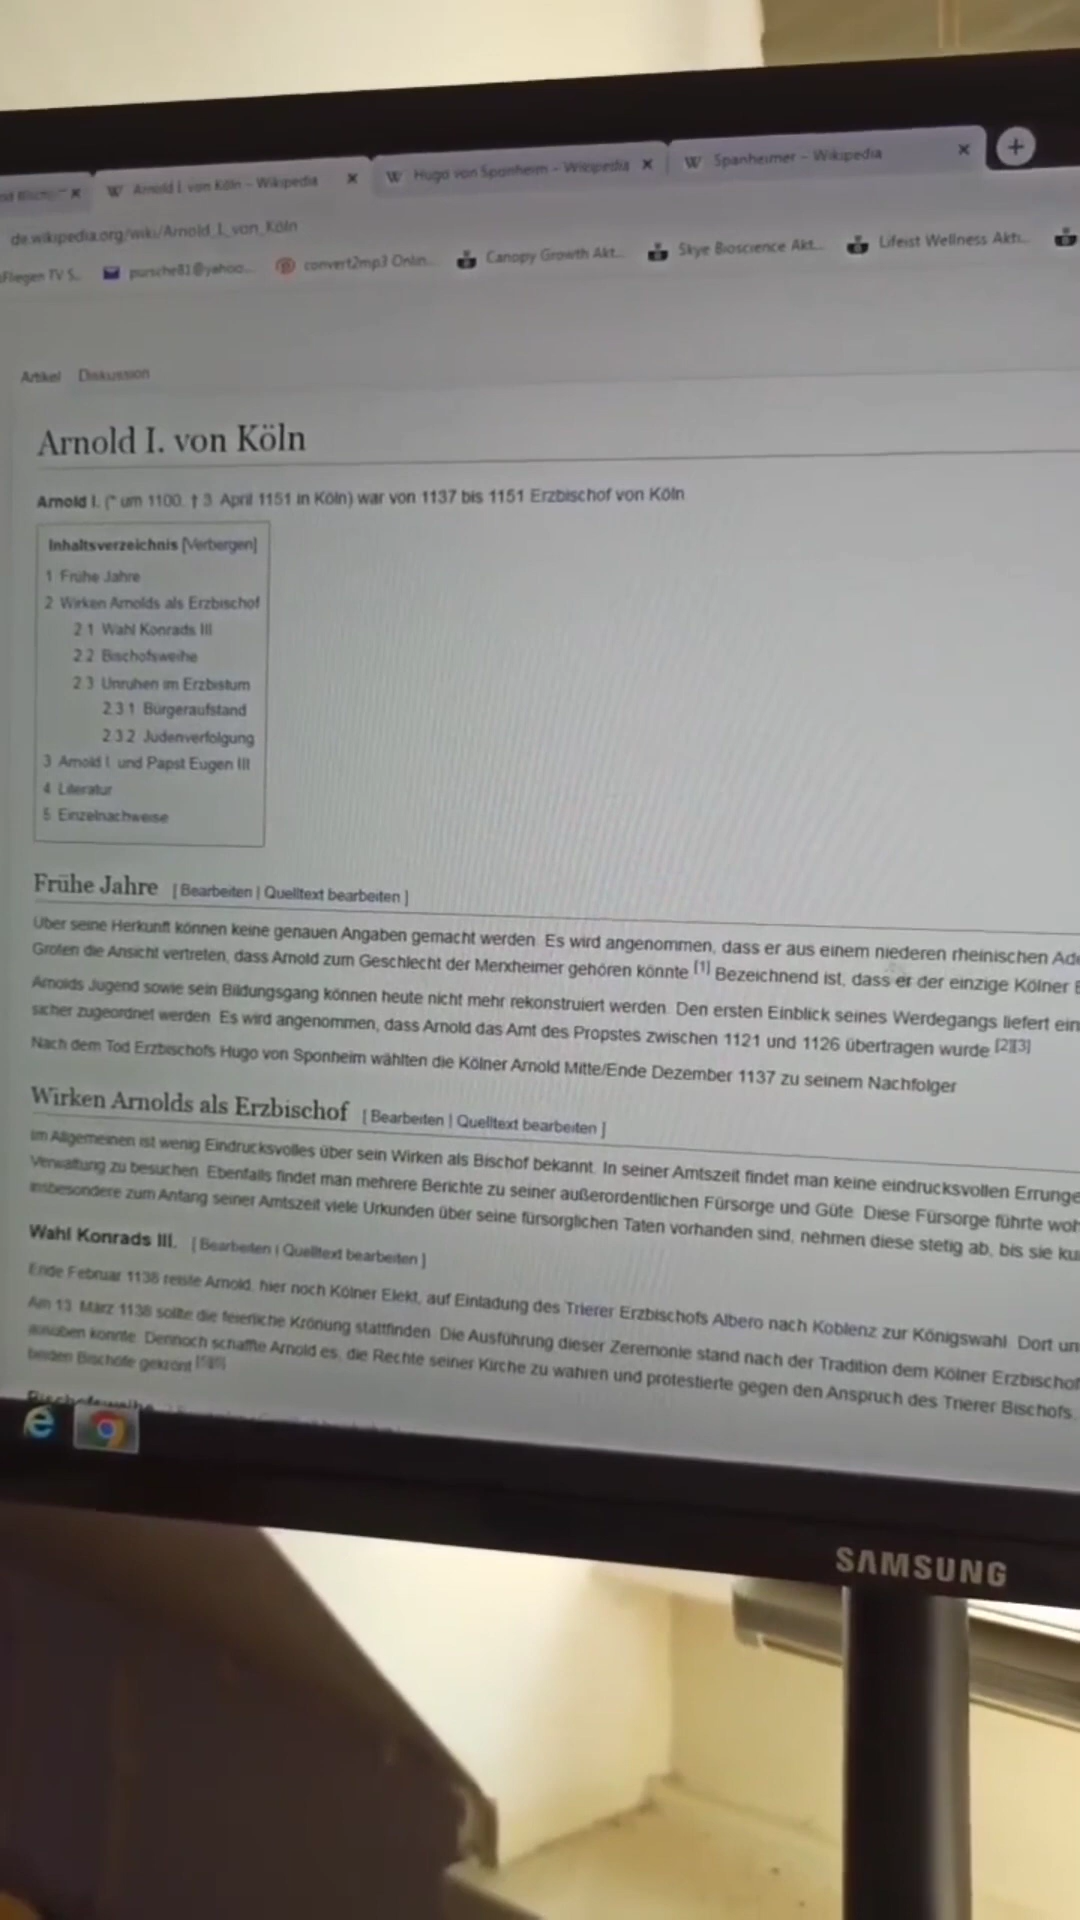 Arnold I. von Köln – Wikipedia
Hugo von Sponheim – Wikipedia
Spanheimer – Wikipedia
de.wikipedia.org/wiki/Arnold_I._von_Köln
Fliegen TV S...
pursche81@yahoo...
convert2mp3 Onlin...
Canopy Growth Akt...
Skye Bioscience Akt...
Lifeist Wellness Akti...
Artikel Diskussion
Arnold I. von Köln
Arnold I. (* um 1100; † 3. April 1151 in Köln) war von 1137 bis 1151 Erzbischof von Köln
Inhaltsverzeichnis [Verbergen]
1 Frühe Jahre
2 Wirken Arnolds als Erzbischof
2.1 Wahl Konrads III
2.2 Bischofsweihe
2.3 Unruhen im Erzbistum
2.3.1 Bürgeraufstand
2.3.2 Judenverfolgung
3 Arnold I. und Papst Eugen III
4 Literatur
5 Einzelnachweise
Frühe Jahre [ Bearbeiten | Quelltext bearbeiten ]
Über seine Herkunft können keine genauen Angaben gemacht werden. Es wird angenommen, dass er aus einem niederen rheinischen Ade
Groten die Ansicht vertreten, dass Arnold zum Geschlecht der Merxheimer gehören könnte.[1] Bezeichnend ist, dass er der einzige Kölner E
Arnolds Jugend sowie sein Bildungsgang können heute nicht mehr rekonstruiert werden. Den ersten Einblick seines Werdegangs liefert ein
sicher zugeordnet werden. Es wird angenommen, dass Arnold das Amt des Propstes zwischen 1121 und 1126 übertragen wurde.[2][3]
Nach dem Tod Erzbischofs Hugo von Sponheim wählten die Kölner Arnold Mitte/Ende Dezember 1137 zu seinem Nachfolger
Wirken Arnolds als Erzbischof [ Bearbeiten | Quelltext bearbeiten ]
Im Allgemeinen ist wenig Eindrucksvolles über sein Wirken als Bischof bekannt. In seiner Amtszeit findet man keine eindrucksvollen Errunge
Verwaltung zu besuchen. Ebenfalls findet man mehrere Berichte zu seiner außerordentlichen Fürsorge und Güte. Diese Fürsorge führte woh
insbesondere zum Anfang seiner Amtszeit viele Urkunden über seine fürsorglichen Taten vorhanden sind, nehmen diese stetig ab, bis sie ku
Wahl Konrads III. [ Bearbeiten | Quelltext bearbeiten ]
Ende Februar 1138 reiste Arnold, hier noch Kölner Elekt, auf Einladung des Trierer Erzbischofs Albero nach Koblenz zur Königswahl. Dort un
Am 13. März 1138 sollte die feierliche Krönung stattfinden. Die Ausführung dieser Zeremonie stand nach der Tradition dem Kölner Erzbischof
ausüben konnte. Dennoch schaffte Arnold es, die Rechte seiner Kirche zu wahren und protestierte gegen den Anspruch des Trierer Bischofs.
beiden Bischöfe gekrönt
Bischofsweihe
SAMSUNG